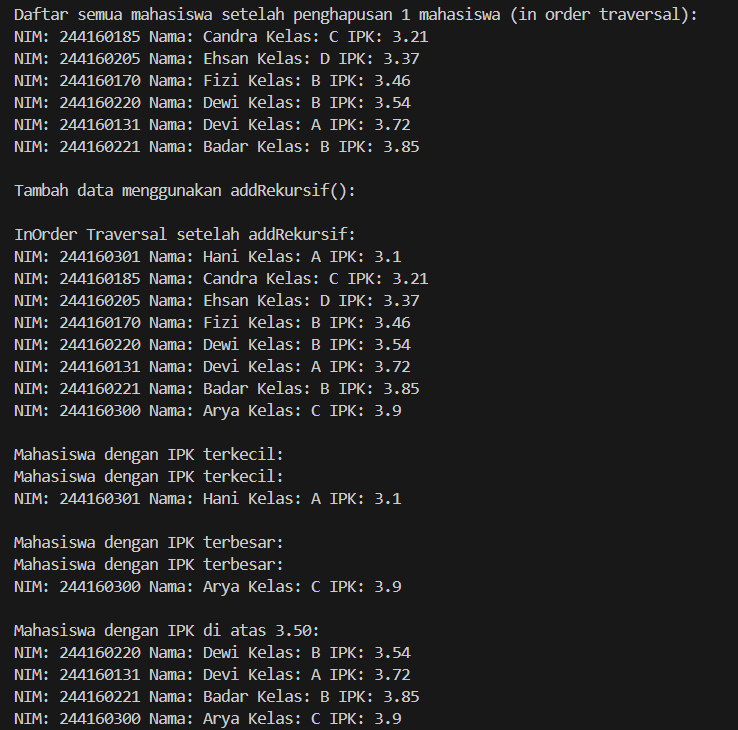 Daftar semua mahasiswa setelah penghapusan 1 mahasiswa (in order traversal):
NIM: 244160185 Nama: Candra Kelas: C IPK: 3.21
NIM: 244160205 Nama: Ehsan Kelas: D IPK: 3.37
NIM: 244160170 Nama: Fizi Kelas: B IPK: 3.46
NIM: 244160220 Nama: Dewi Kelas: B IPK: 3.54
NIM: 244160131 Nama: Devi Kelas: A IPK: 3.72
NIM: 244160221 Nama: Badar Kelas: B IPK: 3.85
Tambah data menggunakan addRekursif():
InOrder Traversal setelah addRekursif:
NIM: 244160301 Nama: Hani Kelas: A IPK: 3.1
NIM: 244160185 Nama: Candra Kelas: C IPK: 3.21
NIM: 244160205 Nama: Ehsan Kelas: D IPK: 3.37
NIM: 244160170 Nama: Fizi Kelas: B IPK: 3.46
NIM: 244160220 Nama: Dewi Kelas: B IPK: 3.54
NIM: 244160131 Nama: Devi Kelas: A IPK: 3.72
NIM: 244160221 Nama: Badar Kelas: B IPK: 3.85
NIM: 244160300 Nama: Arya Kelas: C IPK: 3.9
Mahasiswa dengan IPK terkecil:
Mahasiswa dengan IPK terkecil:
NIM: 244160301 Nama: Hani Kelas: A IPK: 3.1
Mahasiswa dengan IPK terbesar:
Mahasiswa dengan IPK terbesar:
NIM: 244160300 Nama: Arya Kelas: C IPK: 3.9
Mahasiswa dengan IPK di atas 3.50:
NIM: 244160220 Nama: Dewi Kelas: B IPK: 3.54
NIM: 244160131 Nama: Devi Kelas: A IPK: 3.72
NIM: 244160221 Nama: Badar Kelas: B IPK: 3.85
NIM: 244160300 Nama: Arya Kelas: C IPK: 3.9